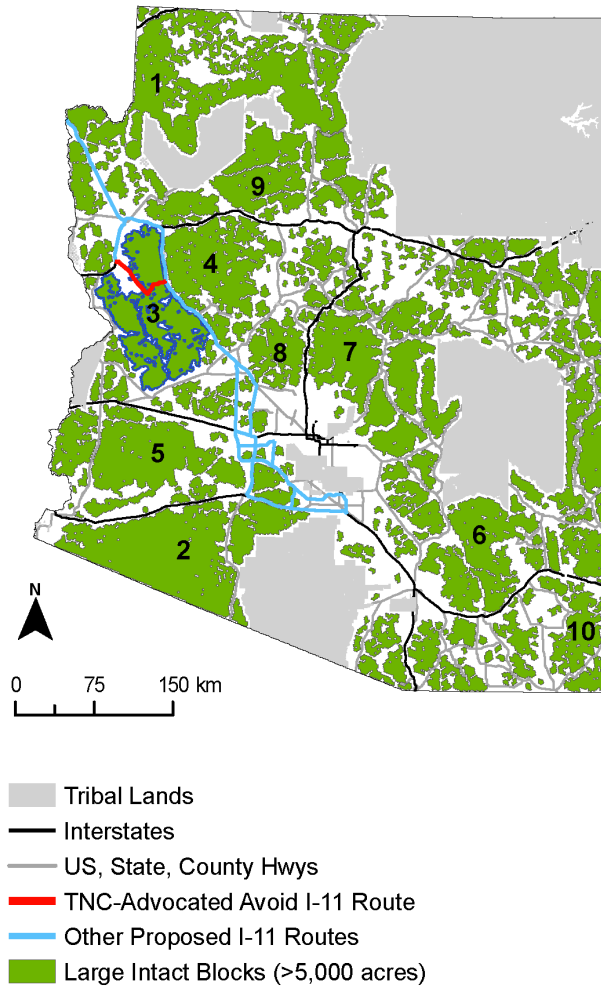 1
9
4
3
8
7
5
6
2
10
N
0 75 150 km
Tribal Lands
Interstates
US, State, County Hwys
TNC-Advocated Avoid I-11 Route
Other Proposed I-11 Routes
Large Intact Blocks (>5,000 acres)